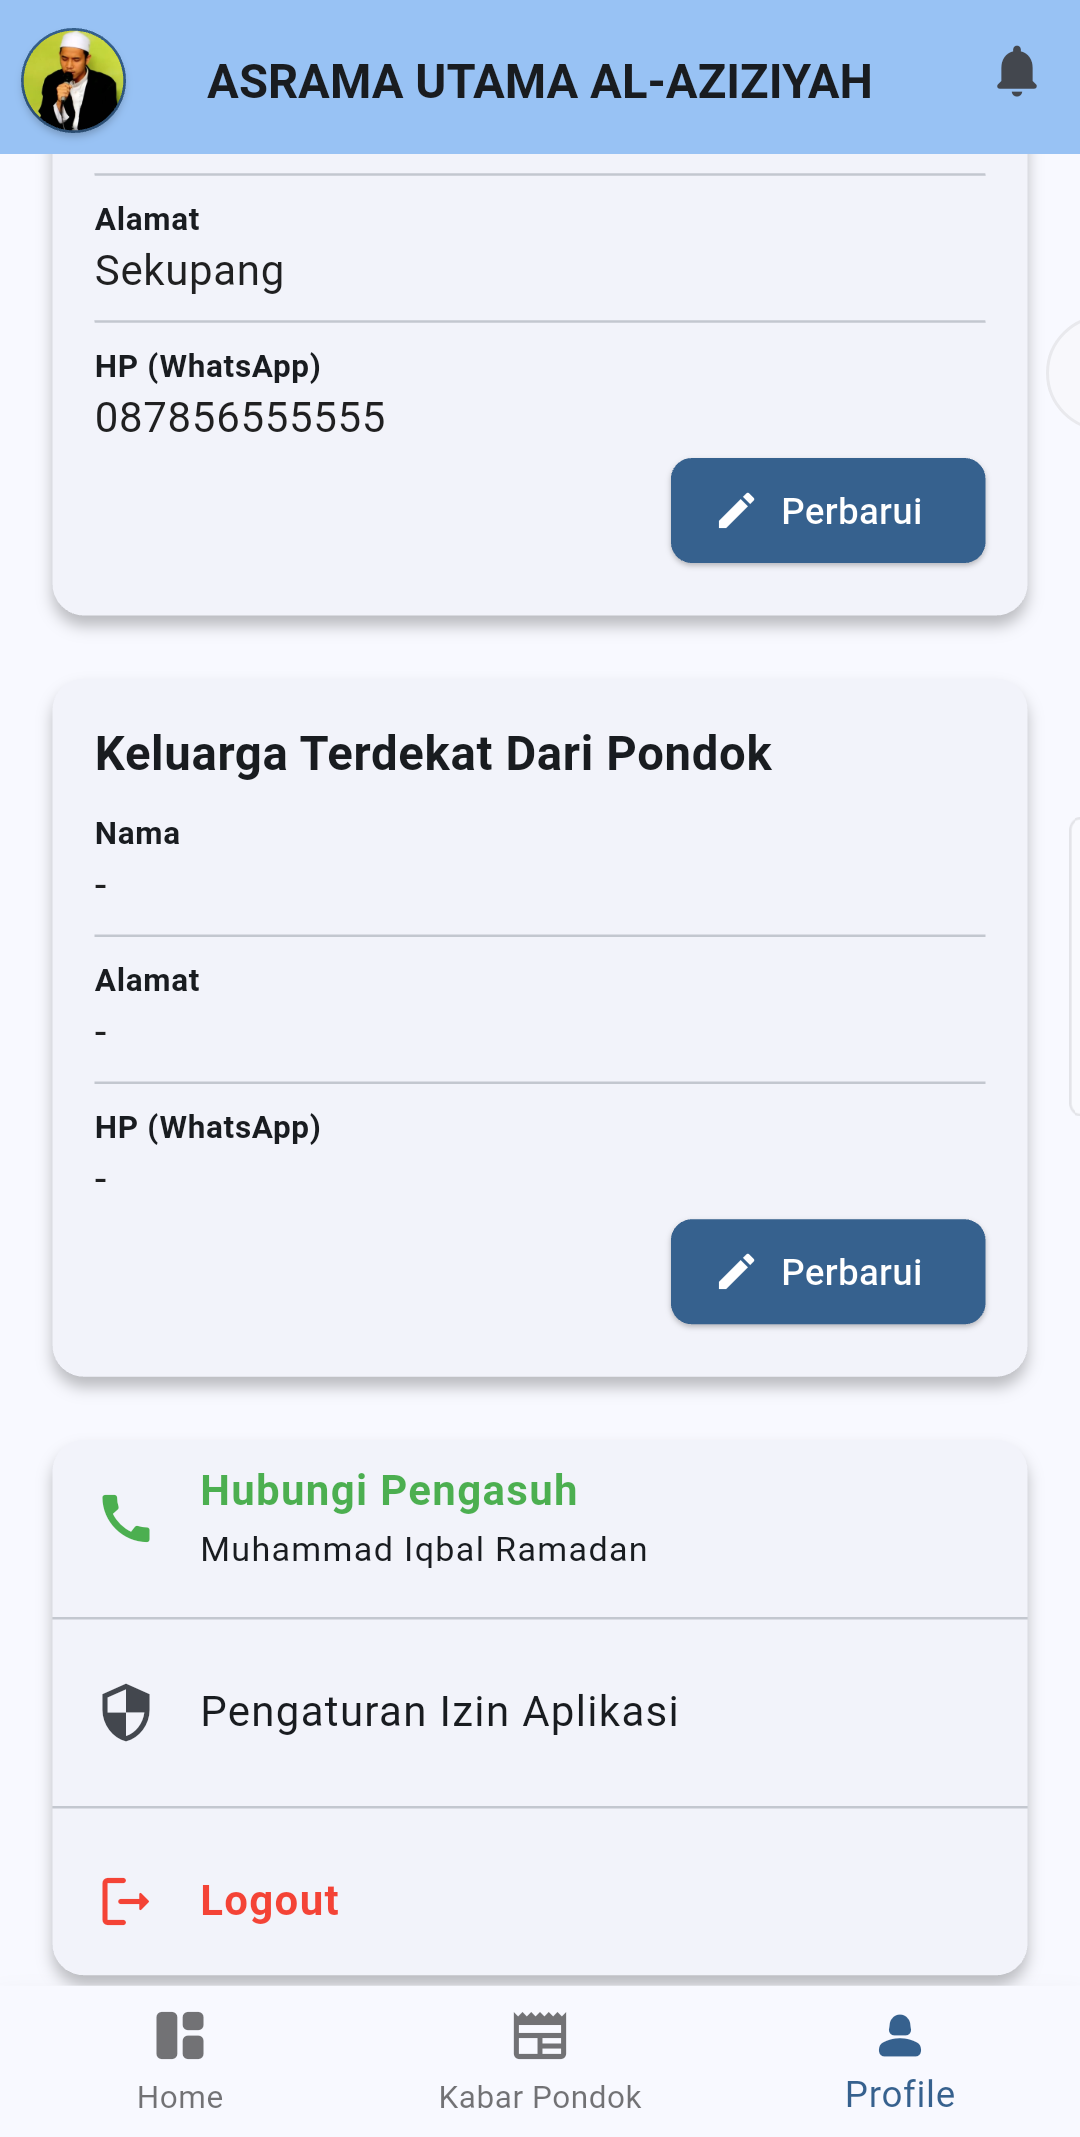 ASRAMA UTAMA AL-AZIZIYAH
Alamat
Sekupang
HP (WhatsApp)
087856555555
Perbarui
Keluarga Terdekat Dari Pondok
Nama
-
Alamat
-
HP (WhatsApp)
-
Perbarui
Hubungi Pengasuh
Muhammad Iqbal Ramadan
Pengaturan Izin Aplikasi
Logout
Home
Kabar Pondok
Profile